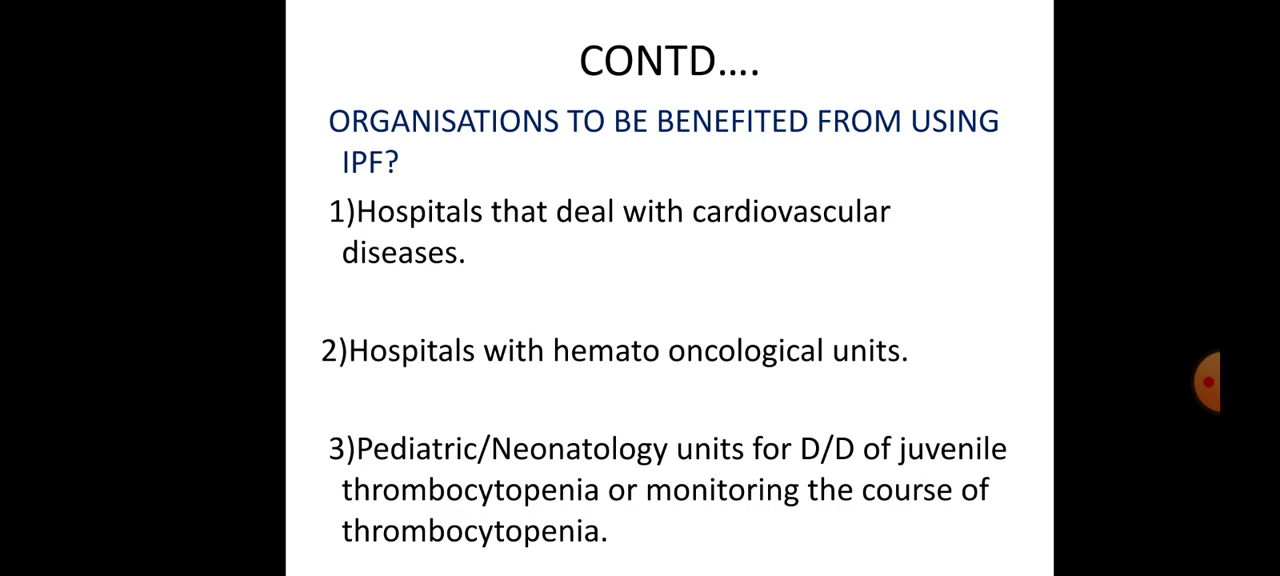 CONTD....
ORGANISATIONS TO BE BENEFITED FROM USING
IPF?
1)Hospitals that deal with cardiovascular
diseases.
2)Hospitals with hemato oncological units.
3)Pediatric/Neonatology units for D/D of juvenile
thrombocytopenia or monitoring the course of
thrombocytopenia.